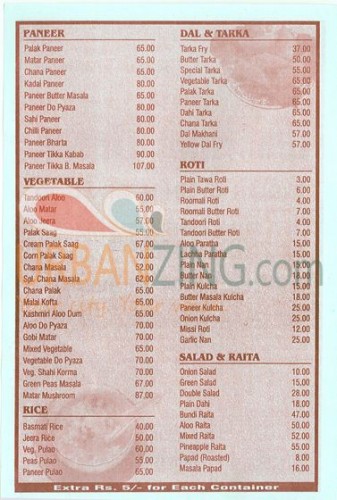 PANEER
Palak Paneer 65.00
Matar Paneer 65.00
Chana Paneer 65.00
Kadai Paneer 80.00
Paneer Butter Masala 65.00
Paneer Do Pyaza 80.00
Sahi Paneer 80.00
Chilli Paneer 80.00
Paneer Bharta 80.00
Paneer Tikka Kabab 90.00
Paneer Tikka B. Masala 107.00
VEGETABLE
Tandoori Aloo 60.00
Aloo Matar 55.00
Aloo Jeera 57.00
Palak Saag 55.00
Cream Palak Saag 67.00
Corn Palak Saag 70.00
Chana Masala 52.00
Spl. Chana Masala 62.00
Chana Palak 65.00
Malai Kofta 65.00
Kashmiri Aloo Dum 65.00
Aloo Do Pyaza 70.00
Gobi Matar 70.00
Mixed Vegetable 65.00
Vegetable Do Pyaza 70.00
Veg. Shahi Korma 70.00
Green Peas Masala 67.00
Matar Mushroom 87.00
RICE
Basmati Rice 40.00
Jeera Rice 50.00
Veg. Pulao 60.00
Peas Pulao 55.00
Paneer Pulao 65.00
DAL & TARKA
Tarka Fry 37.00
Butter Tarka 50.00
Special Tarka 55.00
Vegetable Tarka 65.00
Palak Tarka 65.00
Paneer Tarka 60.00
Dahi Tarka 65.00
Chana Tarka 65.00
Dal Makhani 57.00
Yellow Dal Fry 57.00
ROTI
Plain Tawa Roti 3.00
Plain Butter Roti 6.00
Roomali Roti 4.00
Roomali Butter Roti 7.00
Tandoori Roti 4.00
Tandoori Butter Roti 7.00
Aloo Paratha 15.00
Lachha Paratha 15.00
Plain Nan 15.00
Butter Nan
Plain Kulcha 15.00
Butter Kulcha 18.00
Butter Masala Kulcha 18.00
Paneer Kulcha 25.00
Onion Kulcha 25.00
Missi Roti 12.00
Garlic Nan 25.00
SALAD & RAITA
Onion Salad 10.00
Green Salad 15.00
Double Salad 28.00
Plain Dahi 18.00
Bundi Raita 47.00
Aloo Raita 50.00
Mixed Raita 52.00
Pineapple Raita 55.00
Papad (Roasted) 8.00
Masala Papad 16.00
Extra Rs. 5/- for Each Container